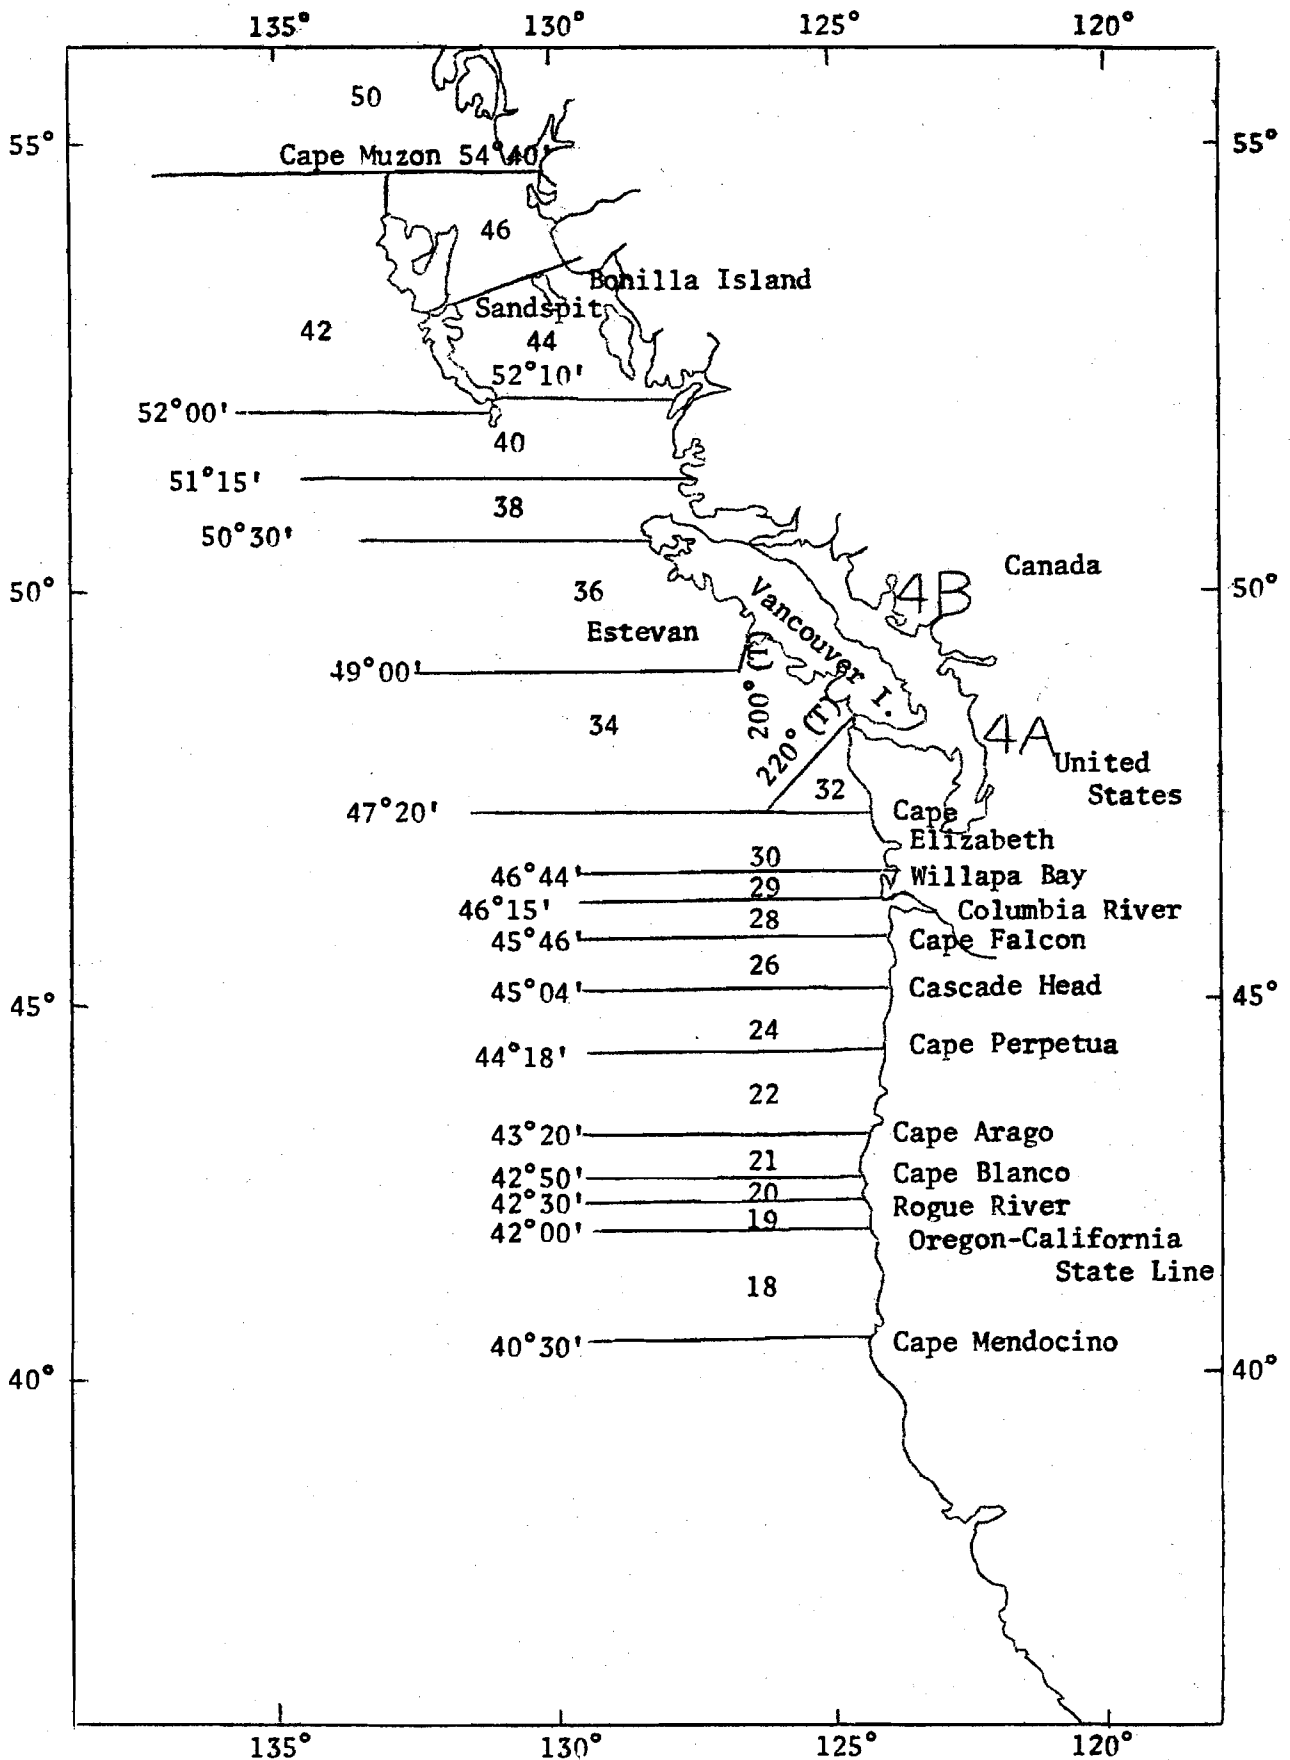 135° 130° 125° 120°
50
55° 55°
Cape Muzon 54°40'
46
Bonilla Island
Sandspit
42
44
52°10'
52°00'
40
51°15'
38
50°30'
Canada
50° 36 4B 50°
Vancouver I.
Estevan
49°00'
200° (T)
34
220° (T)
4A
United
States
32
47°20' Cape
Elizabeth
30
46°44' Willapa Bay
29
46°15' Columbia River
28
45°46' Cape Falcon
26
45°04' Cascade Head
45° 45°
24
44°18' Cape Perpetua
22
43°20' Cape Arago
21
42°50' Cape Blanco
20
42°30' Rogue River
19
42°00' Oregon-California
State Line
18
40°30' Cape Mendocino
40° 40°
135° 130° 125° 120°